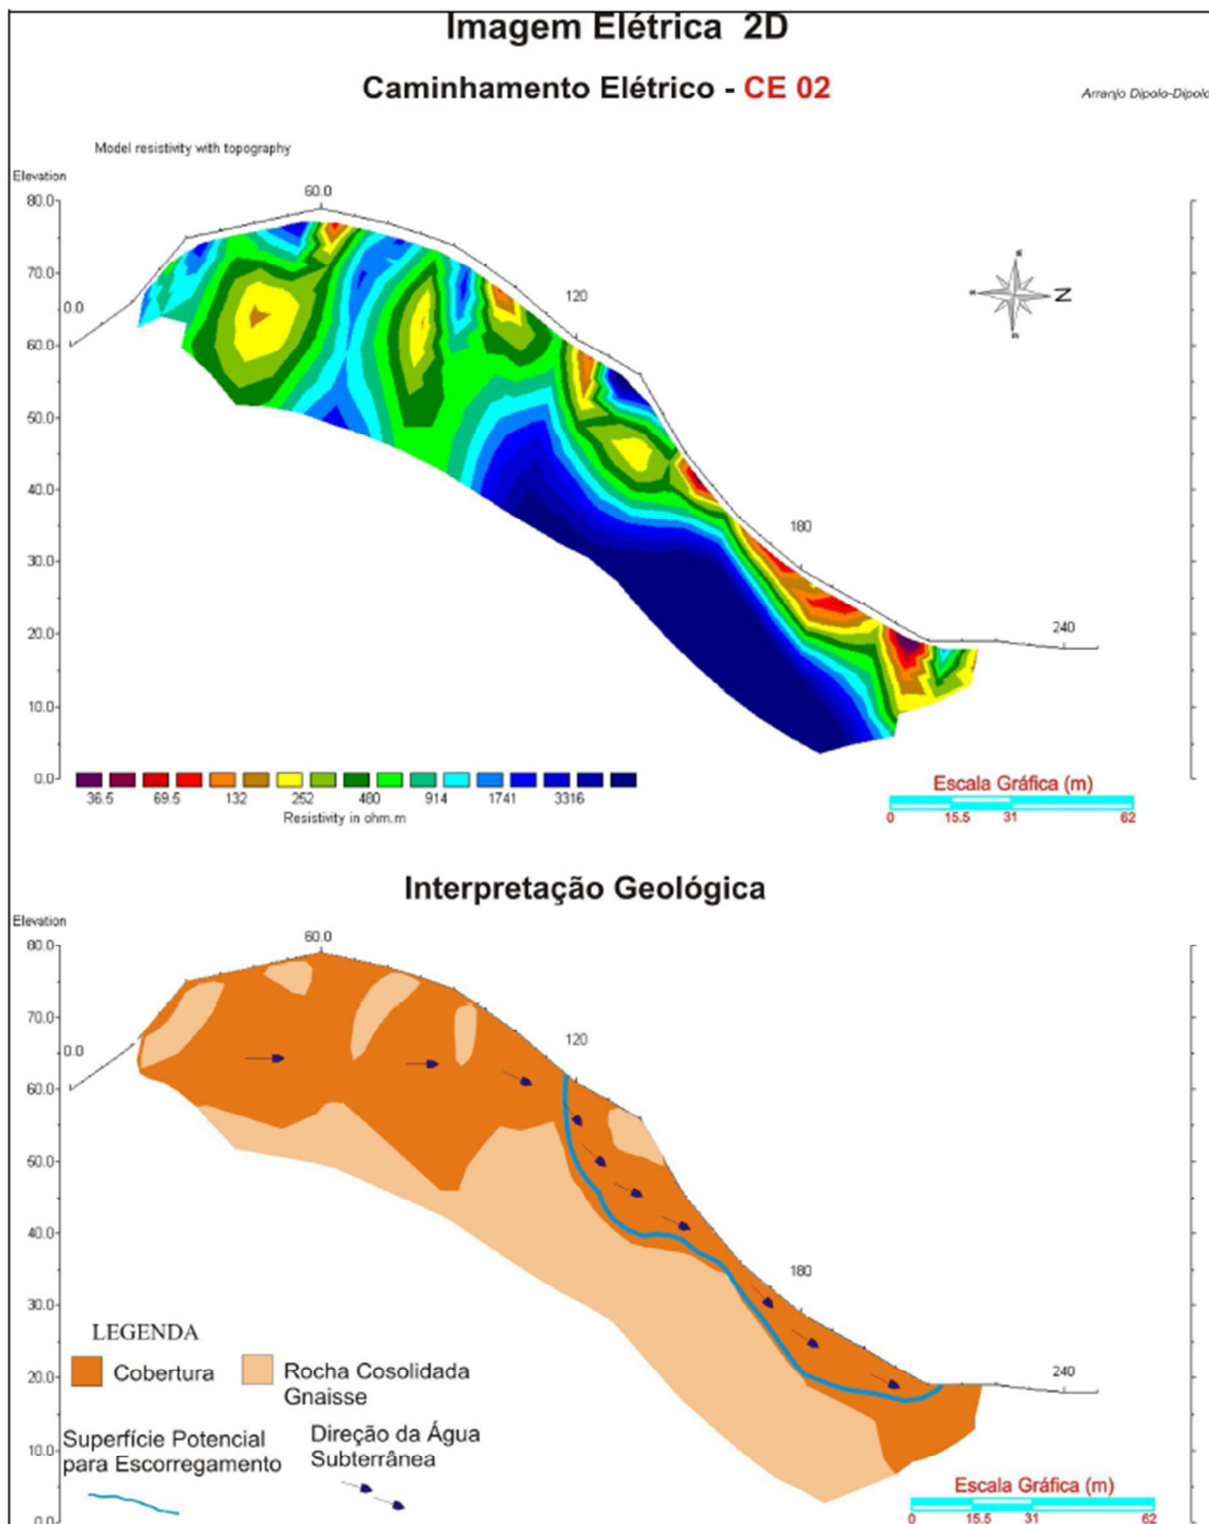 Imagem Elétrica 2D
Caminhamento Elétrico - CE 02
Arranjo Dipolo-Dipolo
Model resistivity with topography
Elevation
80.0
70.0
60.0
50.0
40.0
30.0
20.0
10.0
0.0
0.0
60.0
120
180
240
N
36.5 69.5 132 252 480 914 1741 3316
Resistivity in ohm.m
Escala Gráfica (m)
0 15.5 31 62
Interpretação Geológica
Elevation
80.0
70.0
60.0
50.0
40.0
30.0
20.0
10.0
0.0
0.0
60.0
120
180
240
LEGENDA
Cobertura
Rocha Cosolidada
Gnaisse
Superfície Potencial
para Escorregamento
Direção da Água
Subterrânea
Escala Gráfica (m)
0 15.5 31 62